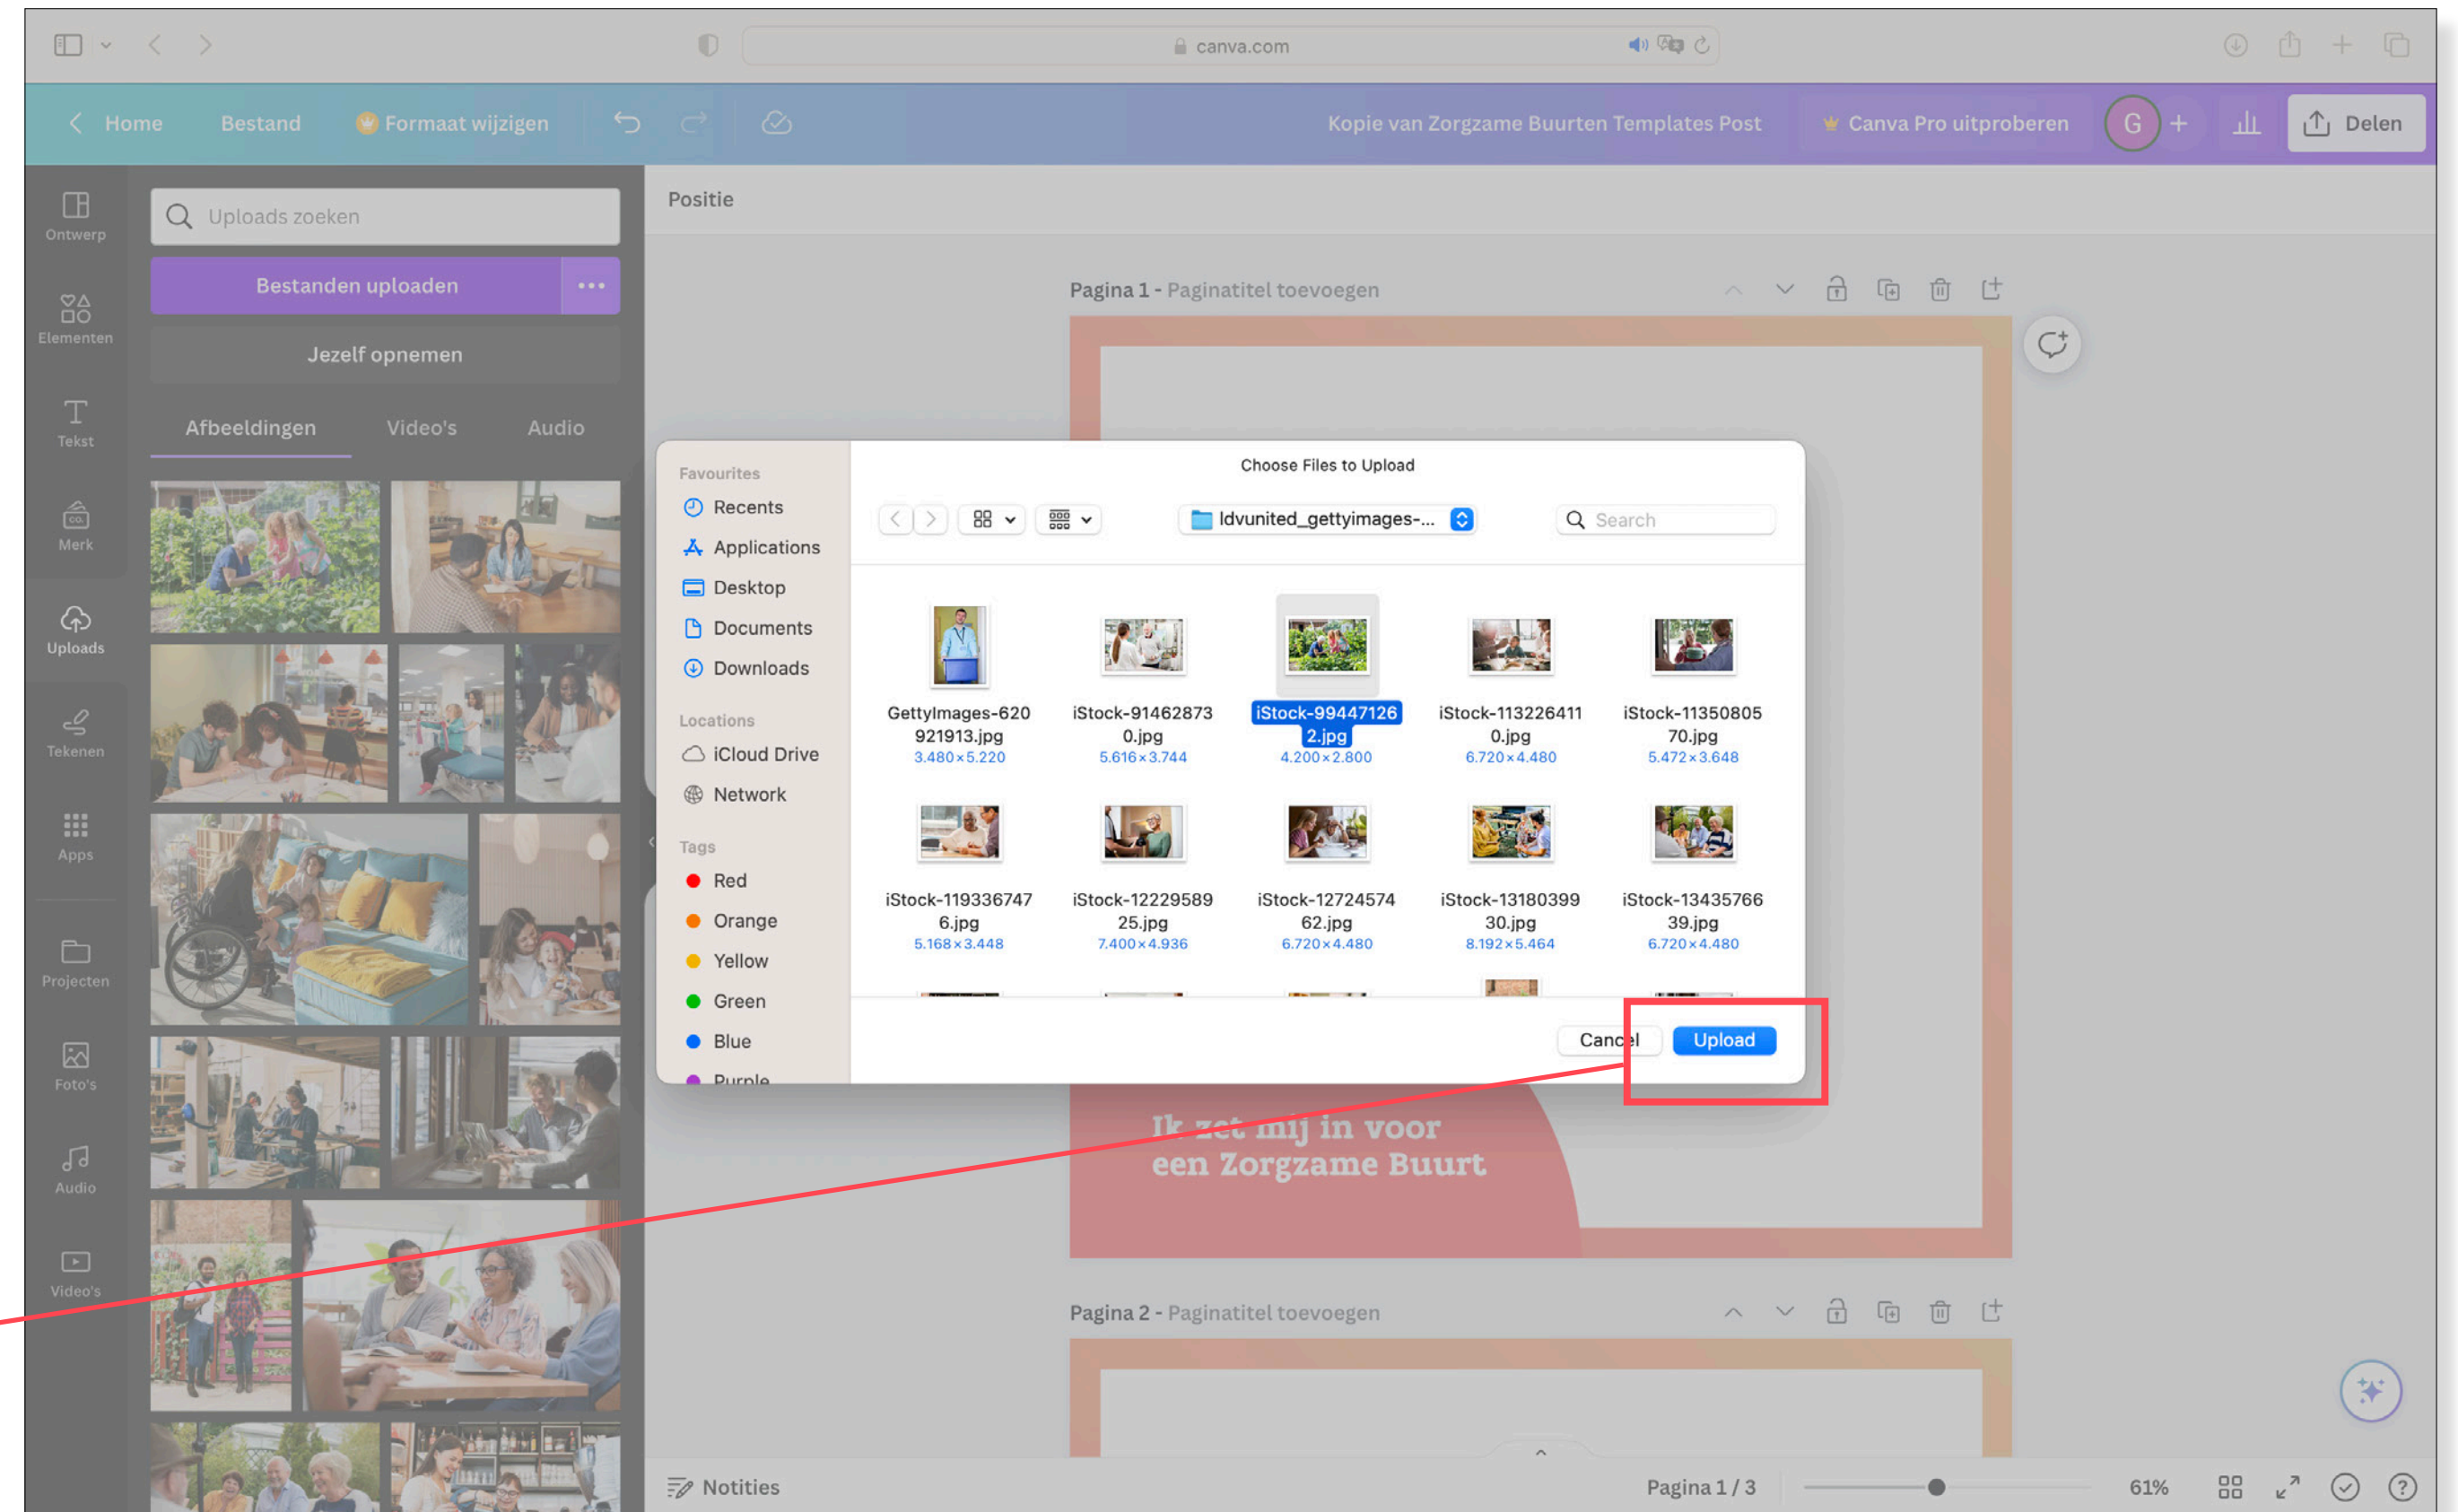 canva.com
Home Bestand Formaat wijzigen Kopie van Zorgzame Buurten Templates Post Canva Pro uitproberen G + Delen
Ontwerp
Elementen
Tekst
Merk
CO.
Uploads
Tekenen
Apps
Projecten
Foto's
Audio
Video's
Uploads zoeken
Bestanden uploaden
Jezelf opnemen
Afbeeldingen Video's Audio
Positie
Pagina 1 - Paginatitel toevoegen
Favourites
Recents
Applications
Desktop
Documents
Downloads
Locations
iCloud Drive
Network
Tags
Red
Orange
Yellow
Green
Blue
Purple
Choose Files to Upload
ldvunited_gettyimages-...
Search
GettyImages-620
921913.jpg
3.480×5.220
iStock-91462873
0.jpg
5.616×3.744
iStock-99447126
2.jpg
4.200×2.800
iStock-113226411
0.jpg
6.720×4.480
iStock-11350805
70.jpg
5.472×3.648
iStock-119336747
6.jpg
5.168×3.448
iStock-12229589
25.jpg
7.400×4.936
iStock-12724574
62.jpg
6.720×4.480
iStock-13180399
30.jpg
8.192×5.464
iStock-13435766
39.jpg
6.720×4.480
Cancel Upload
Ik zet mij in voor
een Zorgzame Buurt
Pagina 2 - Paginatitel toevoegen
Notities Pagina 1 / 3 61%